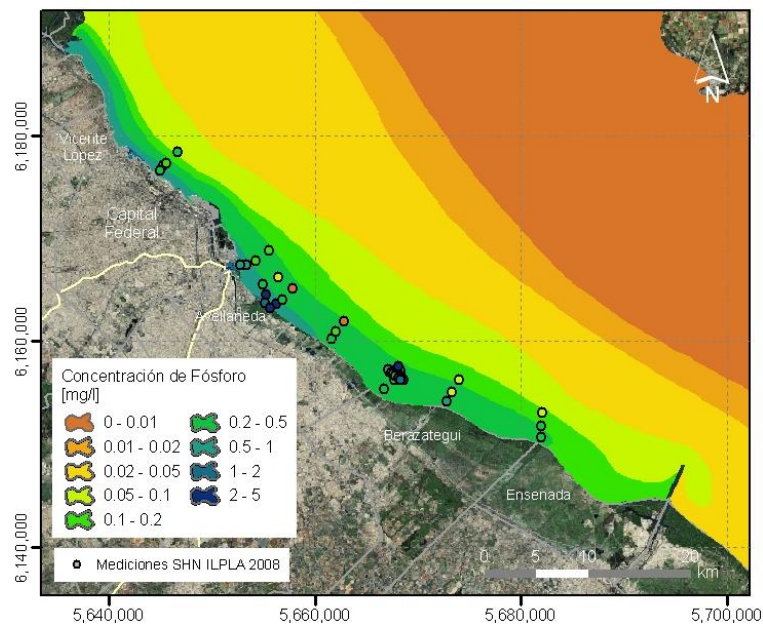 6,180,000
6,160,000
6,140,000
Vicente
López
Capital
Federal
Avellaneda
Berazategui
Ensenada
N
Concentración de Fósforo
[mg/l]
0 - 0.01
0.01 - 0.02
0.02 - 0.05
0.05 - 0.1
0.1 - 0.2
0.2 - 0.5
0.5 - 1
1 - 2
2 - 5
Mediciones SHN ILPLA 2008
0 5 10 20
km
5,640,000 5,660,000 5,680,000 5,700,000